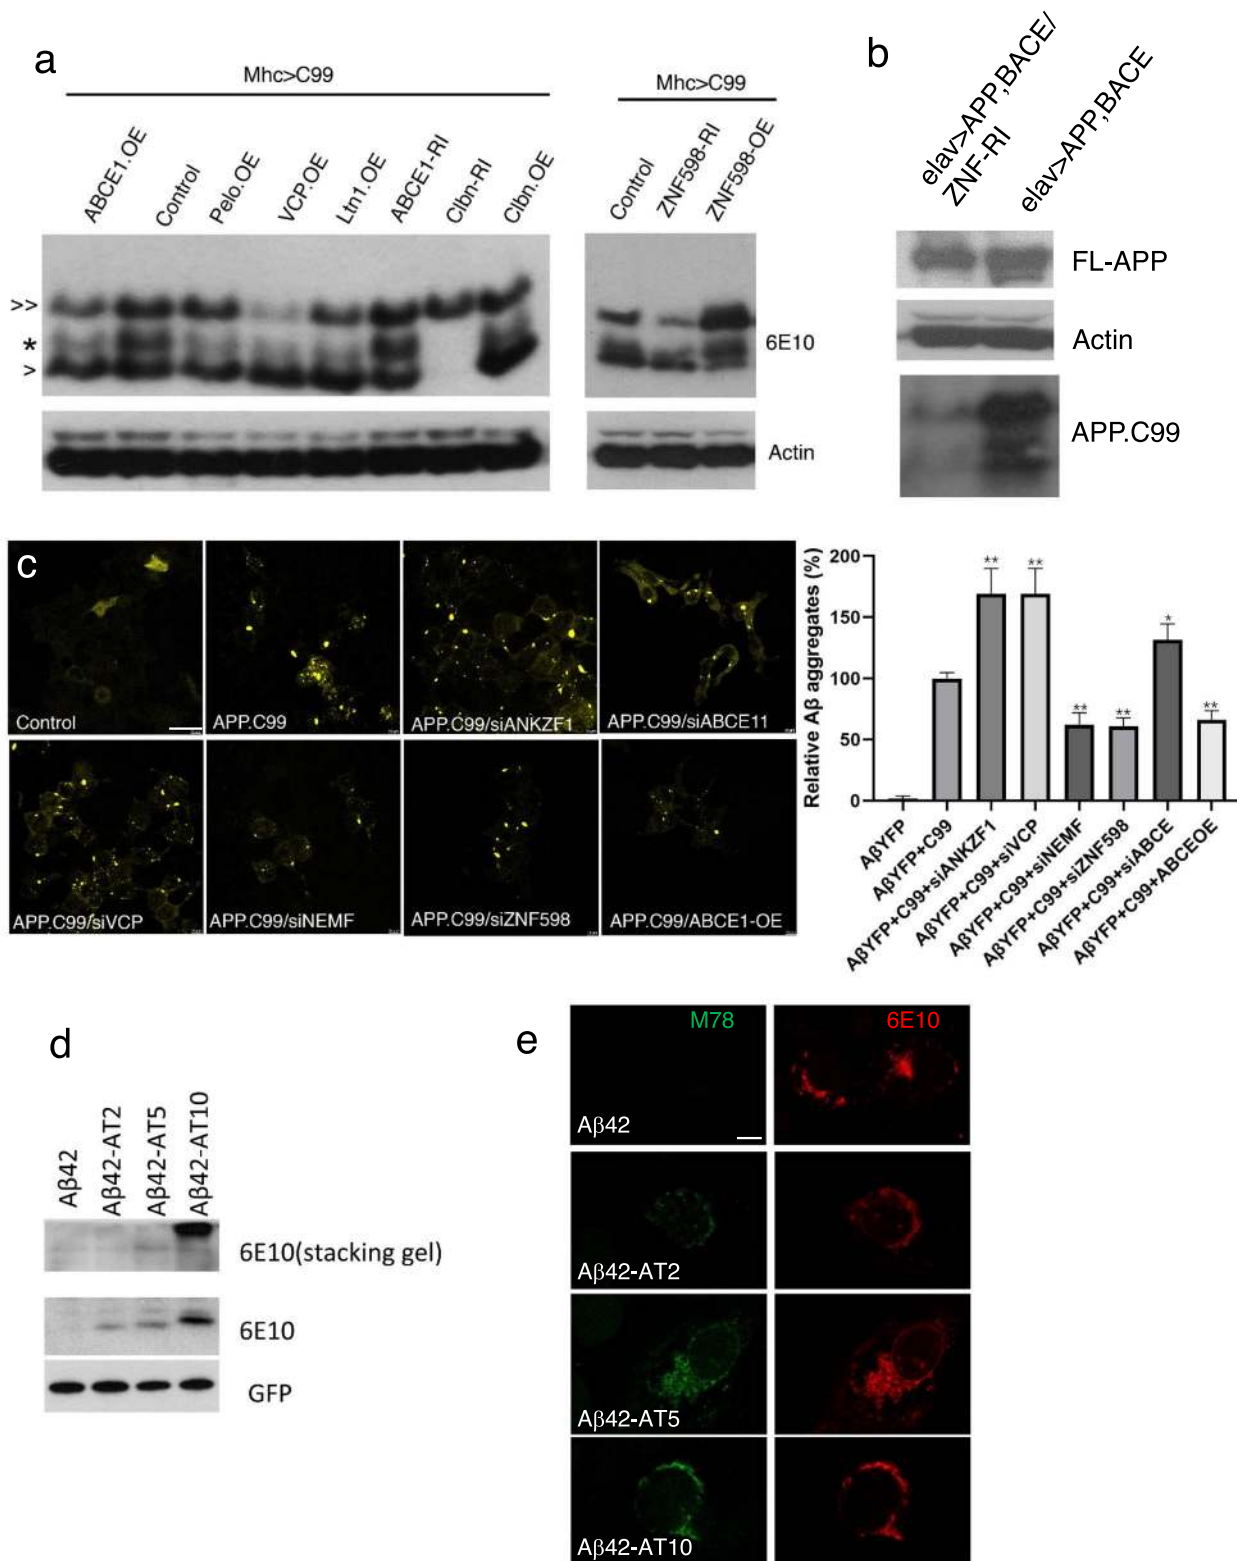 a
Mhc>C99
ABCE1.OE
Control
Pelo.OE
VCP.OE
Ltn1.OE
ABCE1-RI
Clbn-RI
Clbn.OE
>>
*
>
Mhc>C99
Control
ZNF598-RI
ZNF598-OE
6E10
Actin
b
elav>APP,BACE/
ZNF-RI
elav>APP,BACE
FL-APP
Actin
APP.C99
c
Control
APP.C99
APP.C99/siANKZF1
APP.C99/siABCE11
APP.C99/siVCP
APP.C99/siNEMF
APP.C99/siZNF598
APP.C99/ABCE1-OE
Relative Aβ aggregates (%)
200
150
100
50
0
**
**
**
**
*
**
AβYFP
AβYFP+C99
AβYFP+C99+siANKZF1
AβYFP+C99+siVCP
AβYFP+C99+siNEMF
AβYFP+C99+siZNF598
AβYFP+C99+siABCE
AβYFP+C99+ABCEOE
d
Aβ42
Aβ42-AT2
Aβ42-AT5
Aβ42-AT10
6E10(stacking gel)
6E10
GFP
e
M78
6E10
Aβ42
Aβ42-AT2
Aβ42-AT5
Aβ42-AT10